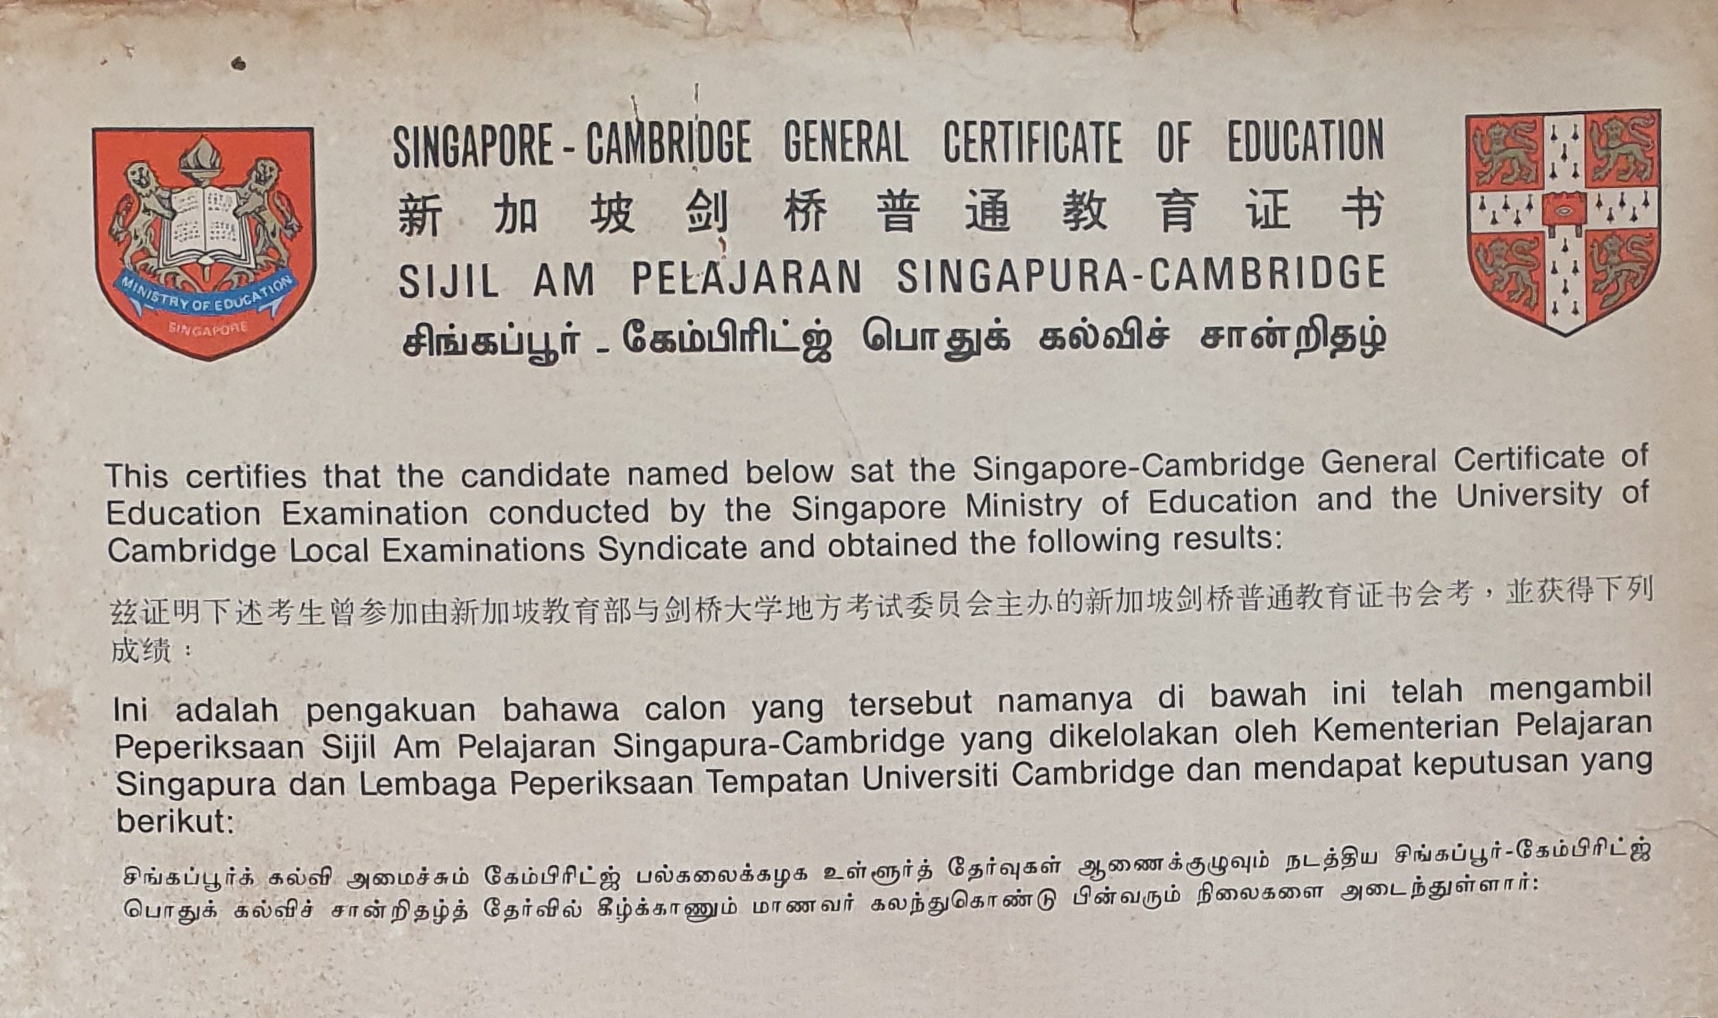 SINGAPORE - CAMBRIDGE GENERAL CERTIFICATE OF EDUCATION
新加坡剑桥普通教育证书
SIJIL AM PELAJARAN SINGAPURA-CAMBRIDGE
சிங்கப்பூர் - கேம்பிரிட்ஜ் பொதுக் கல்விச் சான்றிதழ்
MINISTRY OF EDUCATION
SINGAPORE
This certifies that the candidate named below sat the Singapore-Cambridge General Certificate of
Education Examination conducted by the Singapore Ministry of Education and the University of
Cambridge Local Examinations Syndicate and obtained the following results:
兹证明下述考生曾参加由新加坡教育部与剑桥大学地方考试委员会主办的新加坡剑桥普通教育证书会考，並获得下列
成绩：
Ini adalah pengakuan bahawa calon yang tersebut namanya di bawah ini telah mengambil
Peperiksaan Sijil Am Pelajaran Singapura-Cambridge yang dikelolakan oleh Kementerian Pelajaran
Singapura dan Lembaga Peperiksaan Tempatan Universiti Cambridge dan mendapat keputusan yang
berikut:
சிங்கப்பூர்க் கல்வி அமைச்சும் கேம்பிரிட்ஜ் பல்கலைக்கழக உள்ளூர்த் தேர்வுகள் ஆணைக்குழுவும் நடத்திய சிங்கப்பூர்-கேம்பிரிட்ஜ்
பொதுக் கல்விச் சான்றிதழ்த் தேர்வில் கீழ்க்காணும் மாணவர் கலந்துகொண்டு பின்வரும் நிலைகளை அடைந்துள்ளார்: